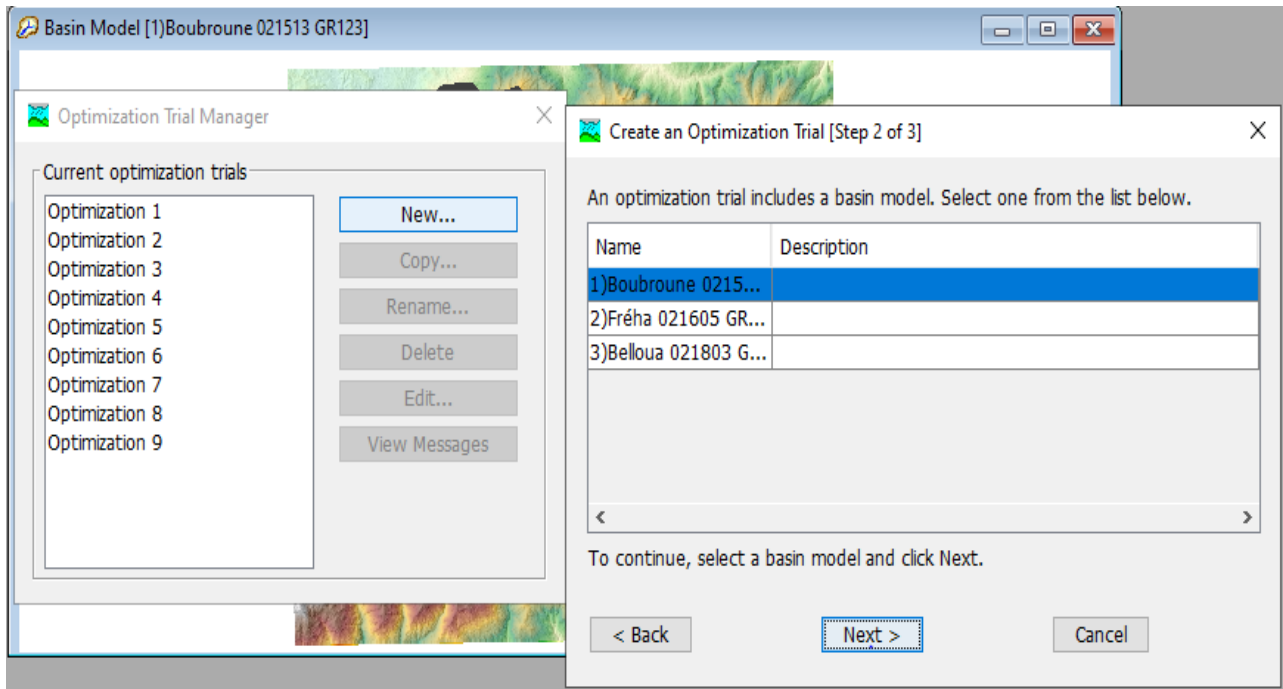 Basin Model [1)Boubroune 021513 GR123]
Optimization Trial Manager
Current optimization trials
Optimization 1
Optimization 2
Optimization 3
Optimization 4
Optimization 5
Optimization 6
Optimization 7
Optimization 8
Optimization 9
New...
Copy...
Rename...
Delete
Edit...
View Messages
Create an Optimization Trial [Step 2 of 3]
An optimization trial includes a basin model. Select one from the list below.
Name Description
1)Boubroune 0215...
2)Fréha 021605 GR...
3)Belloua 021803 G...
To continue, select a basin model and click Next.
< Back Next > Cancel